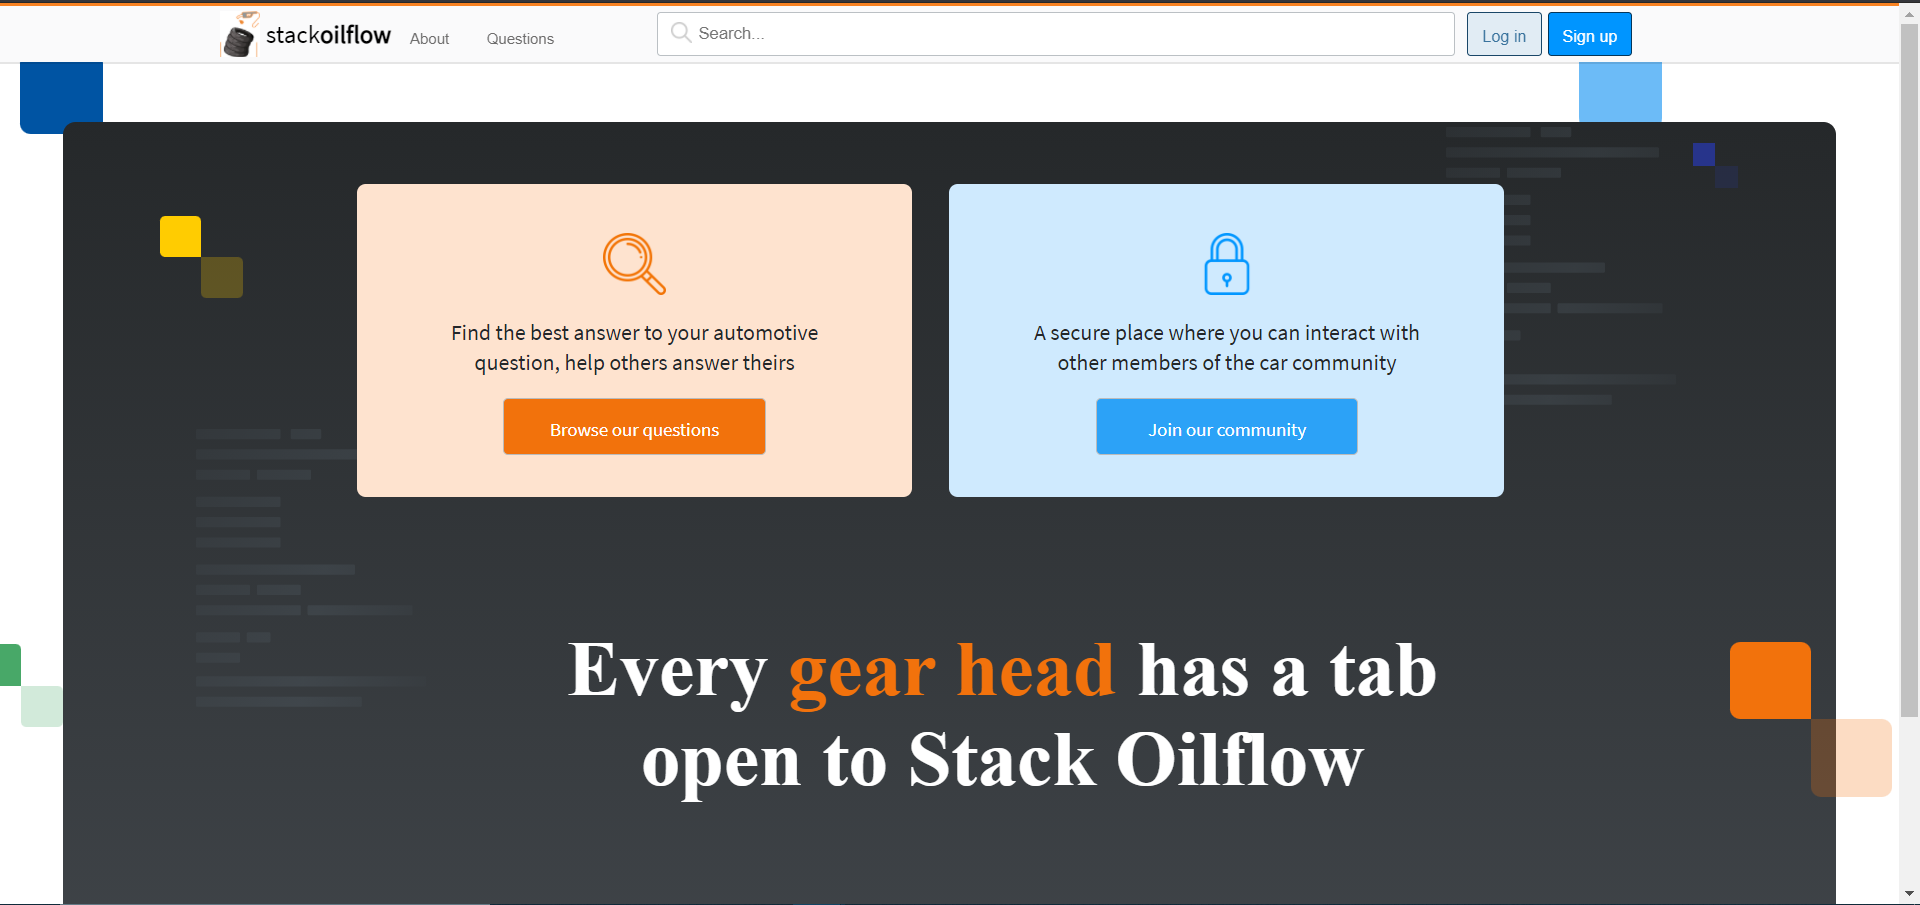 stackoilflow About Questions Search... Log in Sign up
Find the best answer to your automotive
question, help others answer theirs
Browse our questions
A secure place where you can interact with
other members of the car community
Join our community
Every gear head has a tab
open to Stack Oilflow